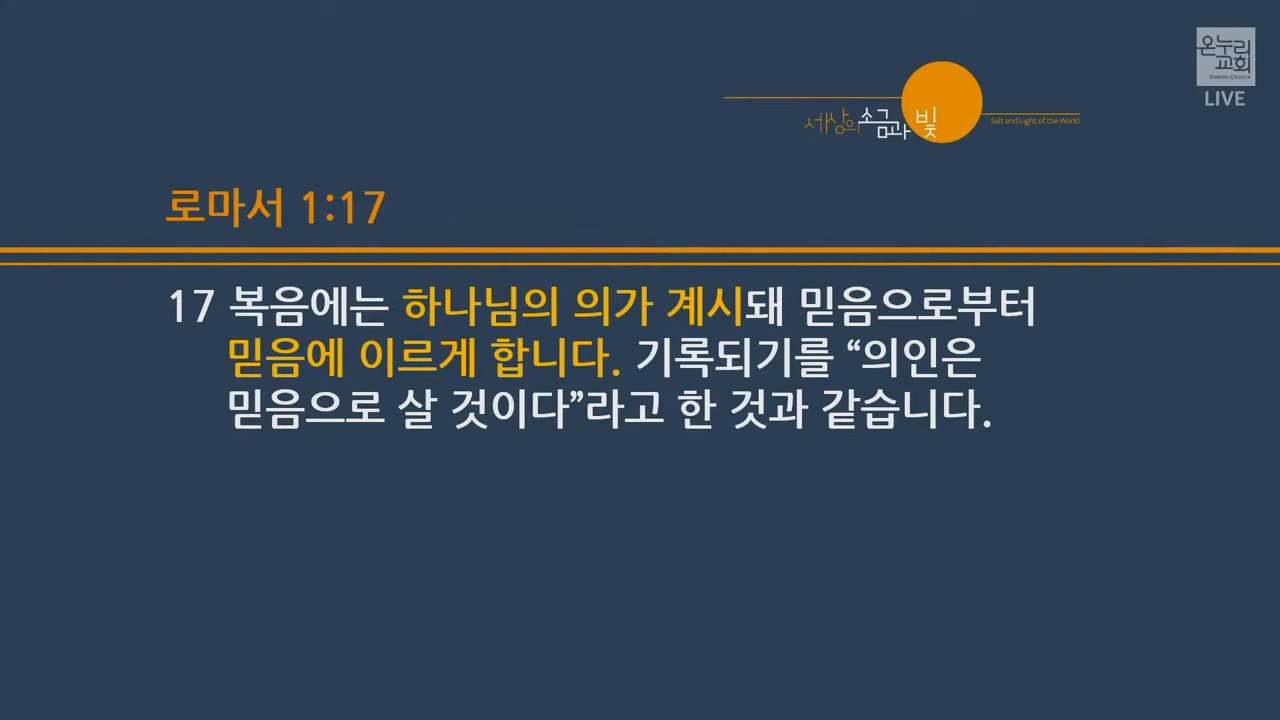 온누리
교회
ONNURI CHURCH
LIVE
세상의 소금과 빛
Salt and Light of the World
로마서 1:17
17 복음에는 하나님의 의가 계시돼 믿음으로부터
믿음에 이르게 합니다. 기록되기를 “의인은
믿음으로 살 것이다”라고 한 것과 같습니다.